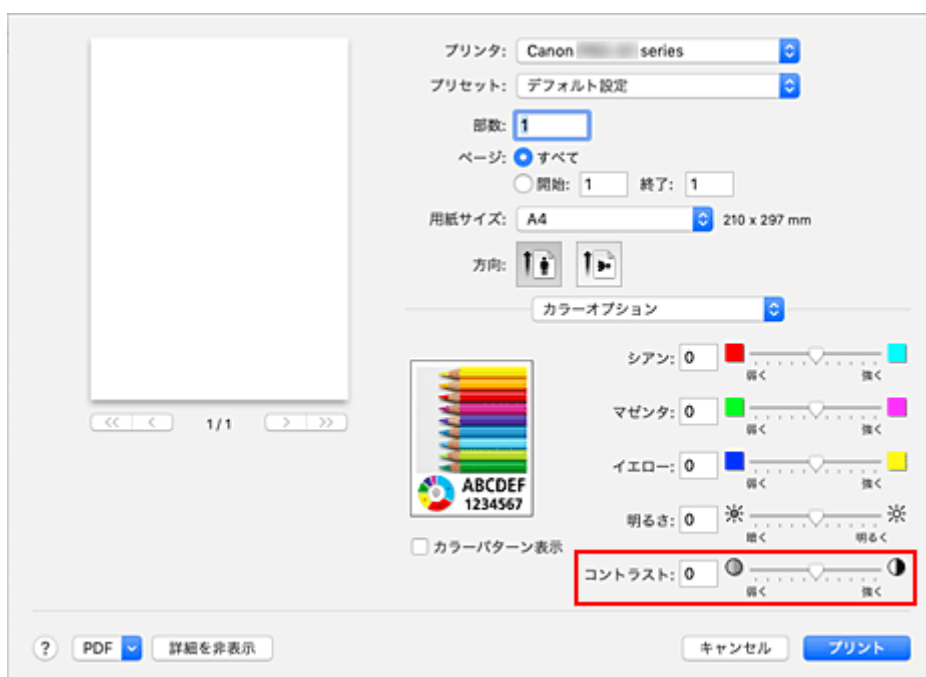 プリンタ: Canon series
プリセット: デフォルト設定
部数: 1
ページ: すべて
開始: 1 終了: 1
用紙サイズ: A4 210 x 297 mm
方向:
カラーオプション
<< < 1/1 > >>
シアン: 0
弱く 強く
マゼンタ: 0
弱く 強く
イエロー: 0
弱く 強く
ABCDEF
1234567
明るさ: 0
暗く 明るく
カラーパターン表示
コントラスト: 0
弱く 強く
? PDF 詳細を非表示 キャンセル プリント